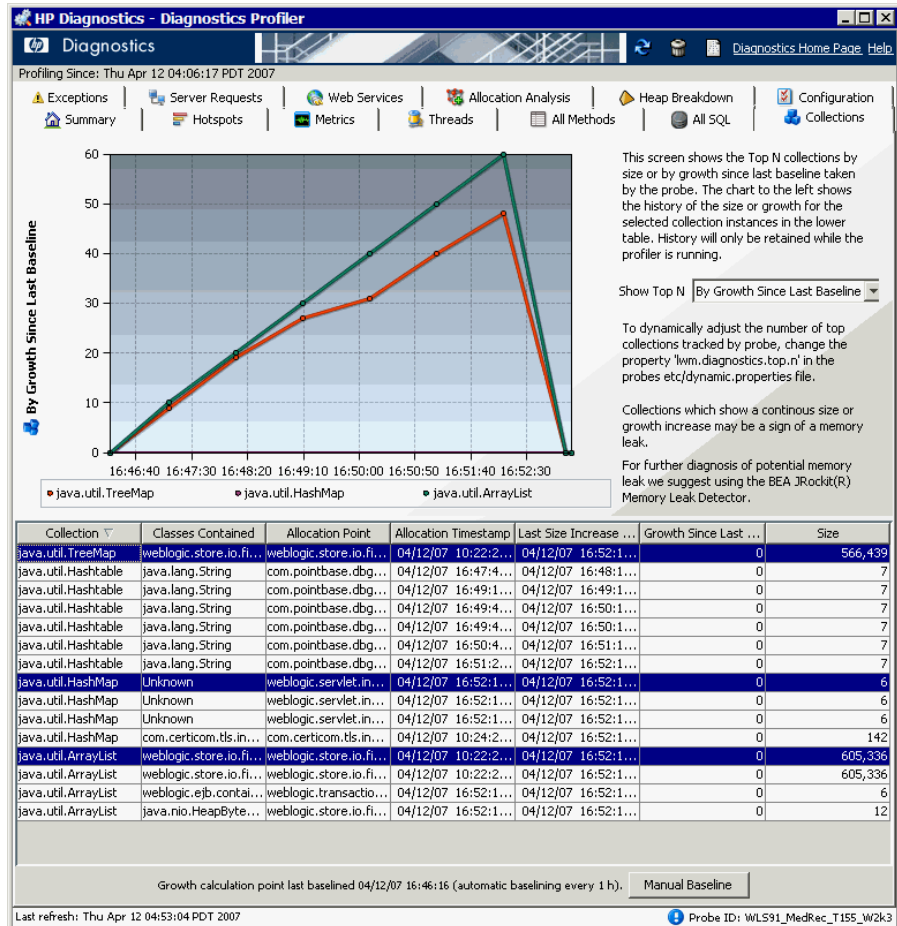 HP Diagnostics - Diagnostics Profiler
hp Diagnostics
Diagnostics Home Page Help
Profiling Since: Thu Apr 12 04:06:17 PDT 2007
Exceptions Server Requests Web Services Allocation Analysis Heap Breakdown Configuration
Summary Hotspots Metrics Threads All Methods All SQL Collections
By Growth Since Last Baseline
60
50
40
30
20
10
0
16:46:40 16:47:30 16:48:20 16:49:10 16:50:00 16:50:50 16:51:40 16:52:30
java.util.TreeMap java.util.HashMap java.util.ArrayList
This screen shows the Top N collections by
size or by growth since last baseline taken
by the probe. The chart to the left shows
the history of the size or growth for the
selected collection instances in the lower
table. History will only be retained while the
profiler is running.
Show Top N By Growth Since Last Baseline
To dynamically adjust the number of top
collections tracked by probe, change the
property 'lwm.diagnostics.top.n' in the
probes etc/dynamic.properties file.
Collections which show a continous size or
growth increase may be a sign of a memory
leak.
For further diagnosis of potential memory
leak we suggest using the BEA JRockit(R)
Memory Leak Detector.
Collection Classes Contained Allocation Point Allocation Timestamp Last Size Increase ... Growth Since Last ... Size
java.util.TreeMap weblogic.store.io.fi... weblogic.store.io.fi... 04/12/07 10:22:2... 04/12/07 16:52:1... 0 566,439
java.util.Hashtable java.lang.String com.pointbase.dbg... 04/12/07 16:47:4... 04/12/07 16:48:1... 0 7
java.util.Hashtable java.lang.String com.pointbase.dbg... 04/12/07 16:49:1... 04/12/07 16:49:1... 0 7
java.util.Hashtable java.lang.String com.pointbase.dbg... 04/12/07 16:49:4... 04/12/07 16:50:1... 0 7
java.util.Hashtable java.lang.String com.pointbase.dbg... 04/12/07 16:49:4... 04/12/07 16:50:1... 0 7
java.util.Hashtable java.lang.String com.pointbase.dbg... 04/12/07 16:50:4... 04/12/07 16:51:1... 0 7
java.util.Hashtable java.lang.String com.pointbase.dbg... 04/12/07 16:51:2... 04/12/07 16:52:1... 0 7
java.util.HashMap Unknown weblogic.servlet.in... 04/12/07 16:52:1... 04/12/07 16:52:1... 0 6
java.util.HashMap Unknown weblogic.servlet.in... 04/12/07 16:52:1... 04/12/07 16:52:1... 0 6
java.util.HashMap Unknown weblogic.servlet.in... 04/12/07 16:52:1... 04/12/07 16:52:1... 0 6
java.util.HashMap com.certicom.tls.in... com.certicom.tls.in... 04/12/07 10:24:2... 04/12/07 16:52:1... 0 142
java.util.ArrayList weblogic.store.io.fi... weblogic.store.io.fi... 04/12/07 10:22:2... 04/12/07 16:52:1... 0 605,336
java.util.ArrayList weblogic.store.io.fi... weblogic.store.io.fi... 04/12/07 10:22:2... 04/12/07 16:52:1... 0 605,336
java.util.ArrayList weblogic.ejb.contai... weblogic.transactio... 04/12/07 16:52:1... 04/12/07 16:52:1... 0 6
java.util.ArrayList java.nio.HeapByte... weblogic.store.io.fi... 04/12/07 16:52:1... 04/12/07 16:52:1... 0 12
Growth calculation point last baselined 04/12/07 16:46:16 (automatic baselining every 1 h). Manual Baseline
Last refresh: Thu Apr 12 04:53:04 PDT 2007 Probe ID: WLS91_MedRec_T155_W2k3